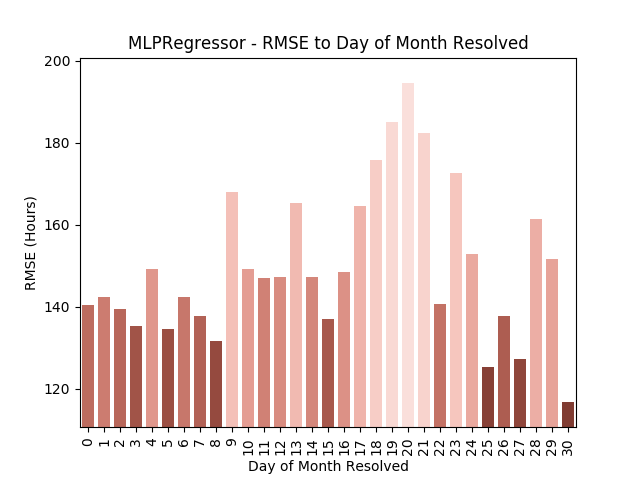 MLPRegressor - RMSE to Day of Month Resolved
200
180
160
140
120
RMSE (Hours)
0 1 2 3 4 5 6 7 8 9 10 11 12 13 14 15 16 17 18 19 20 21 22 23 24 25 26 27 28 29 30
Day of Month Resolved